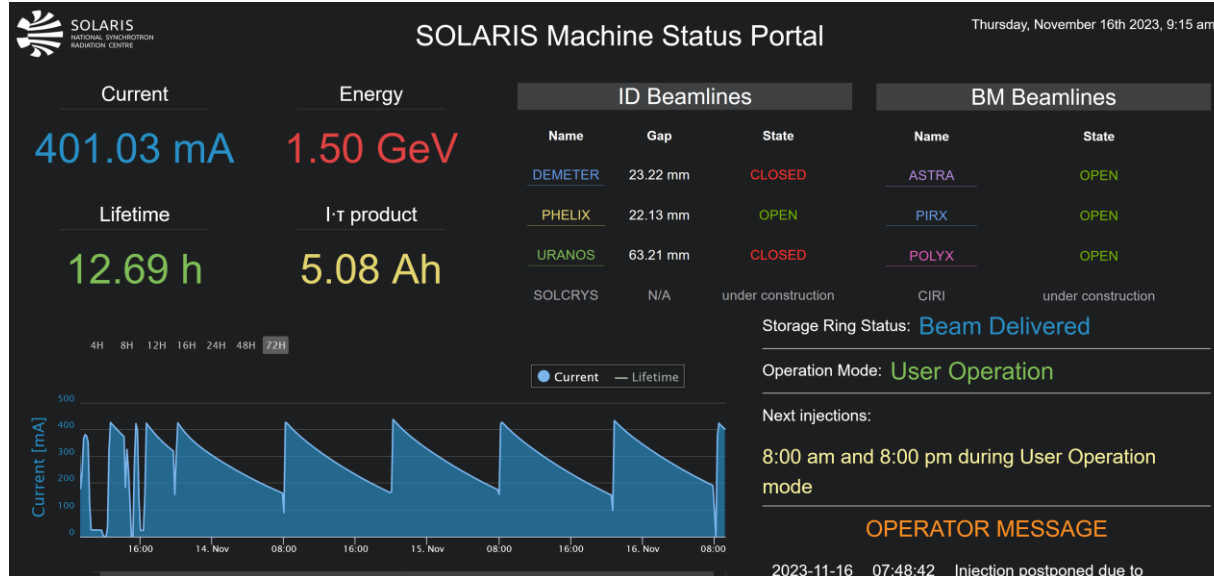 SOLARIS
NATIONAL SYNCHROTRON
RADIATION CENTRE
SOLARIS Machine Status Portal
Thursday, November 16th 2023, 9:15 am
Current
401.03 mA
Energy
1.50 GeV
Lifetime
12.69 h
I·τ product
5.08 Ah
ID Beamlines
Name Gap State
DEMETER 23.22 mm CLOSED
PHELIX 22.13 mm OPEN
URANOS 63.21 mm CLOSED
SOLCRYS N/A under construction
BM Beamlines
Name State
ASTRA OPEN
PIRX OPEN
POLYX OPEN
CIRI under construction
4H 8H 12H 16H 24H 48H 72H
Current Lifetime
Current [mA]
500
400
300
200
100
0
16:00 14. Nov 08:00 16:00 15. Nov 08:00 16:00 16. Nov 08:00
Storage Ring Status: Beam Delivered
Operation Mode: User Operation
Next injections:
8:00 am and 8:00 pm during User Operation
mode
OPERATOR MESSAGE
2023-11-16 07:48:42 Injection postponed due to